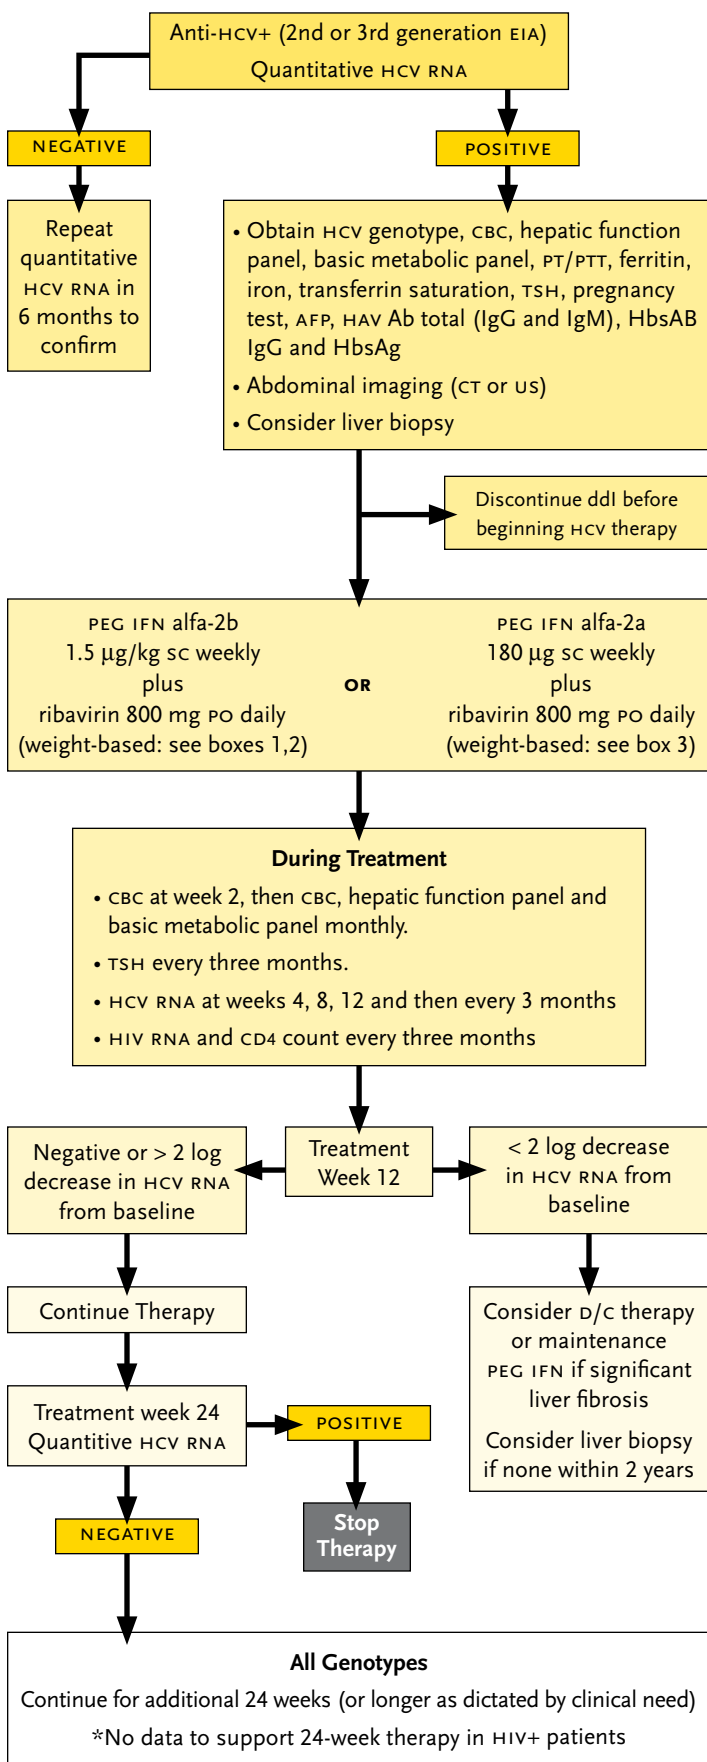 Anti-HCV+ (2nd or 3rd generation EIA)
Quantitative HCV RNA
NEGATIVE
POSITIVE
Repeat
quantitative
HCV RNA in
6 months to
confirm
• Obtain HCV genotype, CBC, hepatic function
panel, basic metabolic panel, PT/PTT, ferritin,
iron, transferrin saturation, TSH, pregnancy
test, AFP, HAV Ab total (IgG and IgM), HbsAB
IgG and HbsAg
• Abdominal imaging (CT or US)
• Consider liver biopsy
Discontinue ddI before
beginning HCV therapy
PEG IFN alfa-2b
1.5 µg/kg SC weekly
plus
ribavirin 800 mg PO daily
(weight-based: see boxes 1,2)
OR
PEG IFN alfa-2a
180 µg SC weekly
plus
ribavirin 800 mg PO daily
(weight-based: see box 3)
During Treatment
• CBC at week 2, then CBC, hepatic function panel and
basic metabolic panel monthly.
• TSH every three months.
• HCV RNA at weeks 4, 8, 12 and then every 3 months
• HIV RNA and CD4 count every three months
Negative or > 2 log
decrease in HCV RNA
from baseline
Treatment
Week 12
< 2 log decrease
in HCV RNA from
baseline
Continue Therapy
Consider D/C therapy
or maintenance
PEG IFN if significant
liver fibrosis
Consider liver biopsy
if none within 2 years
Treatment week 24
Quantitive HCV RNA
POSITIVE
Stop
Therapy
NEGATIVE
All Genotypes
Continue for additional 24 weeks (or longer as dictated by clinical need)
*No data to support 24-week therapy in HIV+ patients